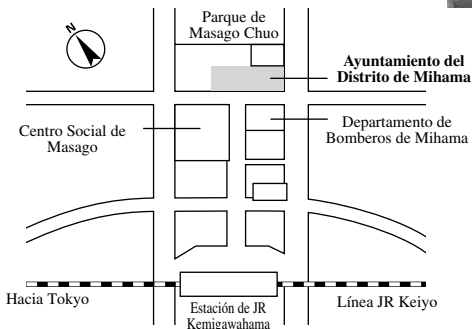 Parque de
Masago Chuo
N
Ayuntamiento del
Distrito de Mihama
Centro Social de
Masago
Departamento de
Bomberos de Mihama
Hacia Tokyo
Estación de JR
Kemigawahama
Línea JR Keiyo